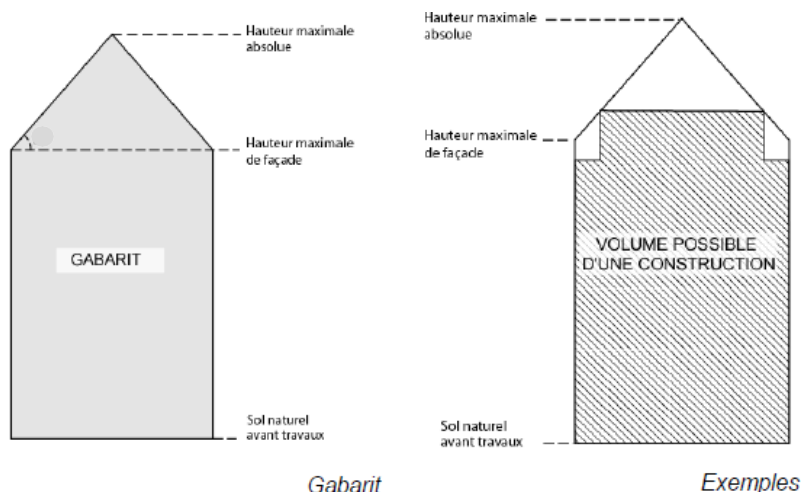 Hauteur maximale
absolue
Hauteur maximale
de façade
GABARIT
Sol naturel
avant travaux
Gabarit
Hauteur maximale
absolue
Hauteur maximale
de façade
VOLUME POSSIBLE
D'UNE CONSTRUCTION
Sol naturel
avant travaux
Exemples